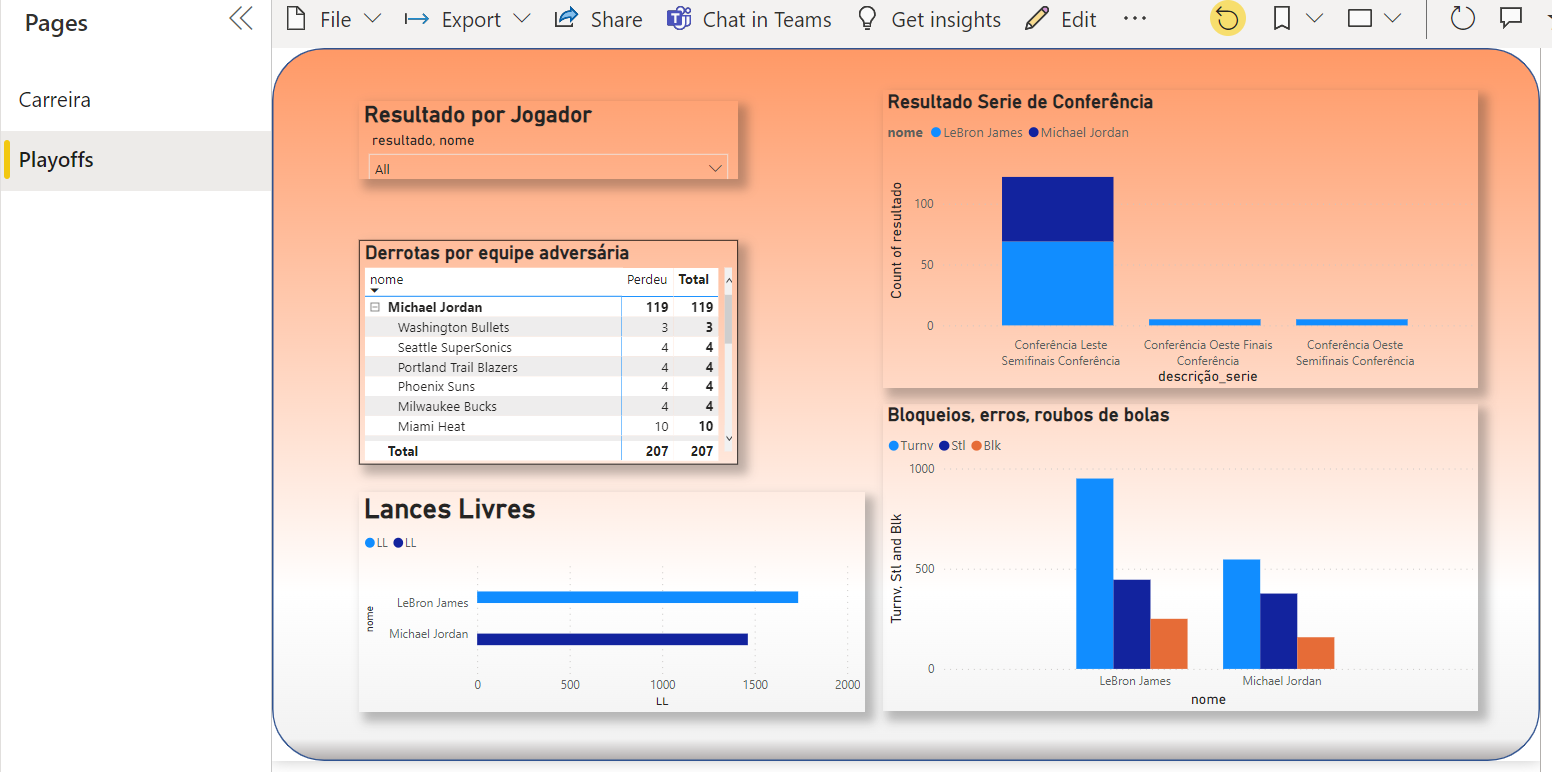 Pages
File
Export
Share
Chat in Teams
Get insights
Edit
Carreira
Playoffs
Resultado por Jogador
resultado, nome
All
Derrotas por equipe adversária
nome Perdeu Total
Michael Jordan 119 119
Washington Bullets 3 3
Seattle SuperSonics 4 4
Portland Trail Blazers 4 4
Phoenix Suns 4 4
Milwaukee Bucks 4 4
Miami Heat 10 10
Total 207 207
Lances Livres
LL LL
nome
LeBron James
Michael Jordan
0 500 1000 1500 2000
LL
Resultado Serie de Conferência
nome LeBron James Michael Jordan
Count of resultado
100
50
0
Conferência Leste
Semifinais Conferência
Conferência Oeste Finais
Conferência
Conferência Oeste
Semifinais Conferência
descrição_serie
Bloqueios, erros, roubos de bolas
Turnv Stl Blk
Turnv, Stl and Blk
1000
500
0
LeBron James Michael Jordan
nome